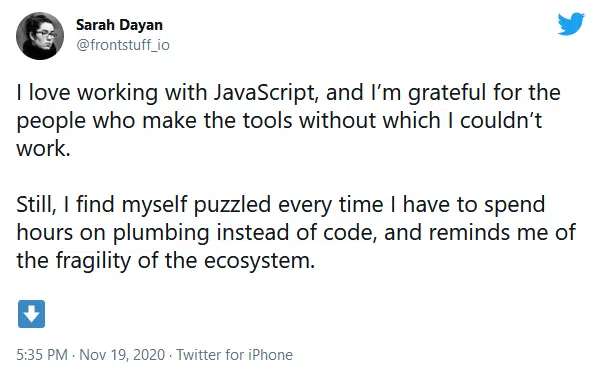 Sarah Dayan
@frontstuff_io
I love working with JavaScript, and I’m grateful for the
people who make the tools without which I couldn’t
work.
Still, I find myself puzzled every time I have to spend
hours on plumbing instead of code, and reminds me of
the fragility of the ecosystem.
5:35 PM · Nov 19, 2020 · Twitter for iPhone